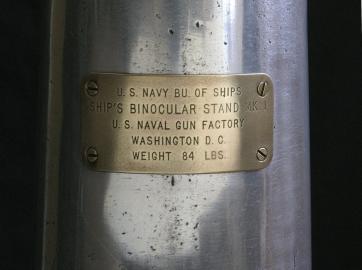 U. S. NAVY BU. OF SHIPS
SHIP'S BINOCULAR STAND MK. 1
U. S. NAVAL GUN FACTORY
WASHINGTON D. C.
WEIGHT 84 LBS.